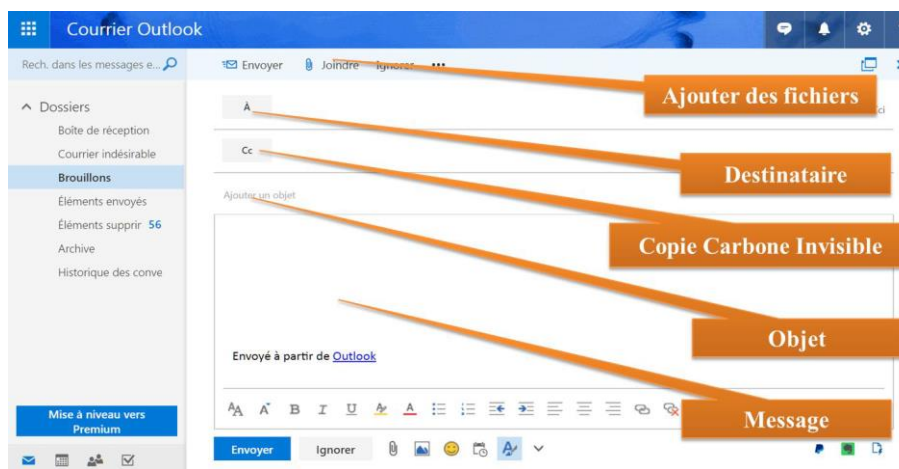 Courrier Outlook
Rech. dans les messages e...
Envoyer Joindre Ignorer ...
Ajouter des fichiers
Dossiers
À
Boîte de réception
Courrier indésirable
Cc
Brouillons
Destinataire
Éléments envoyés
Ajouter un objet
Éléments supprir 56
Archive
Copie Carbone Invisible
Historique des conve
Objet
Envoyé à partir de Outlook
Mise à niveau vers
Premium
Message
Envoyer Ignorer